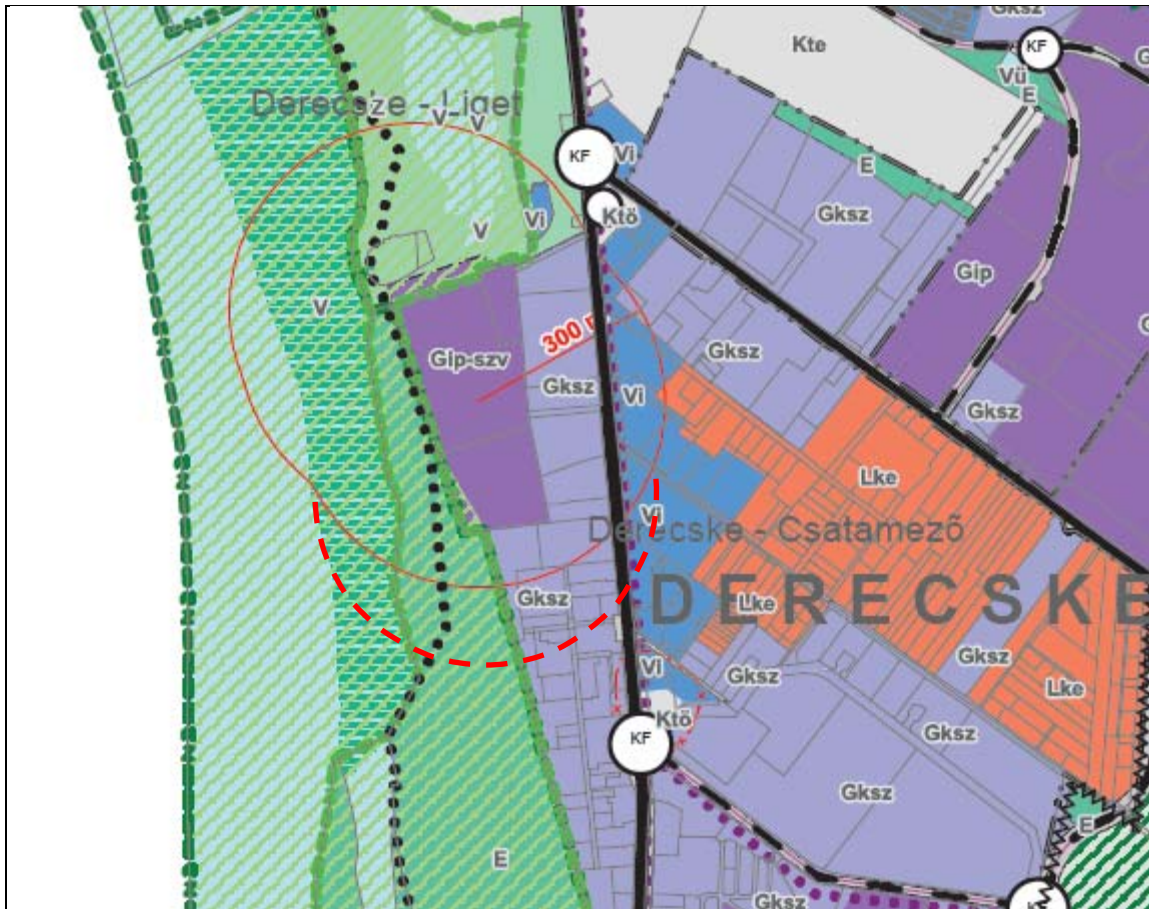 Gksz
Kte
KF
G
Vü
E
Derecske - Liget
V
V
KF
Vi
E
Vi
Ktö
Gksz
V
Gip
V
G
300
Gip-szv
Gksz
Gksz
Vi
Gksz
Lke
Vi
Derecske - Csatamező
DERECSKE
Gksz
Lke
Gksz
Vi
Gksz
Lke
Ktö
Gksz
KF
Gksz
E
E
Gksz